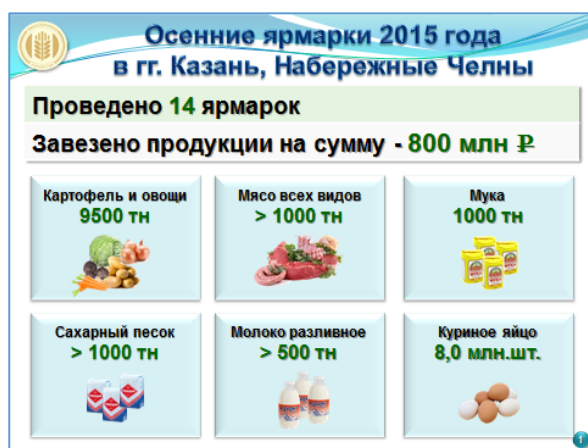 Осенние ярмарки 2015 года
в гг. Казань, Набережные Челны
Проведено 14 ярмарок
Завезено продукции на сумму - 800 млн ₽
Картофель и овощи
9500 тн
Мясо всех видов
> 1000 тн
Мука
1000 тн
Сахарный песок
> 1000 тн
Молоко разливное
> 500 тн
Куриное яйцо
8,0 млн.шт.
1